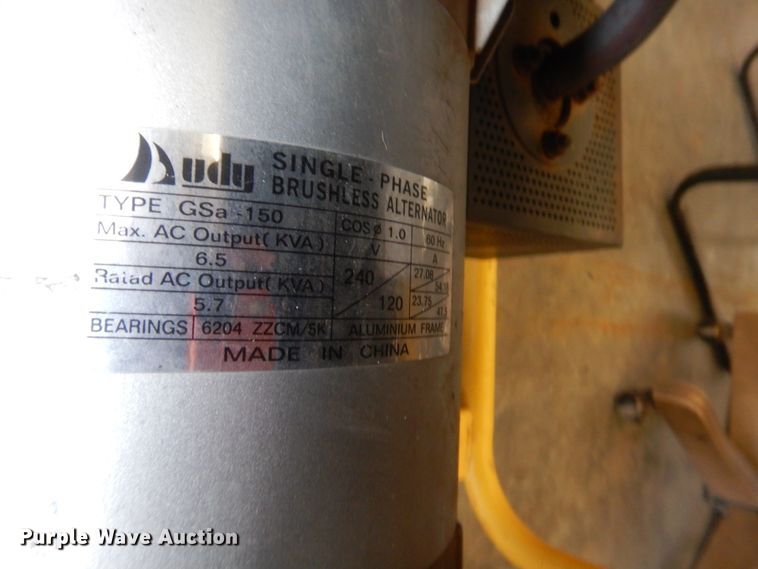 udy SINGLE-PHASE
BRUSHLESS ALTERNATOR
TYPE GSa-150 COSø 1.0 60 Hz
Max. AC Output(KVA) V A
6.5 240 27.08
54.16
Ratad AC Output(KVA)
5.7 120 23.75
47.5
BEARINGS 6204 ZZCM/5K ALUMINIUM FRAME
MADE IN CHINA
Purple Wave Auction